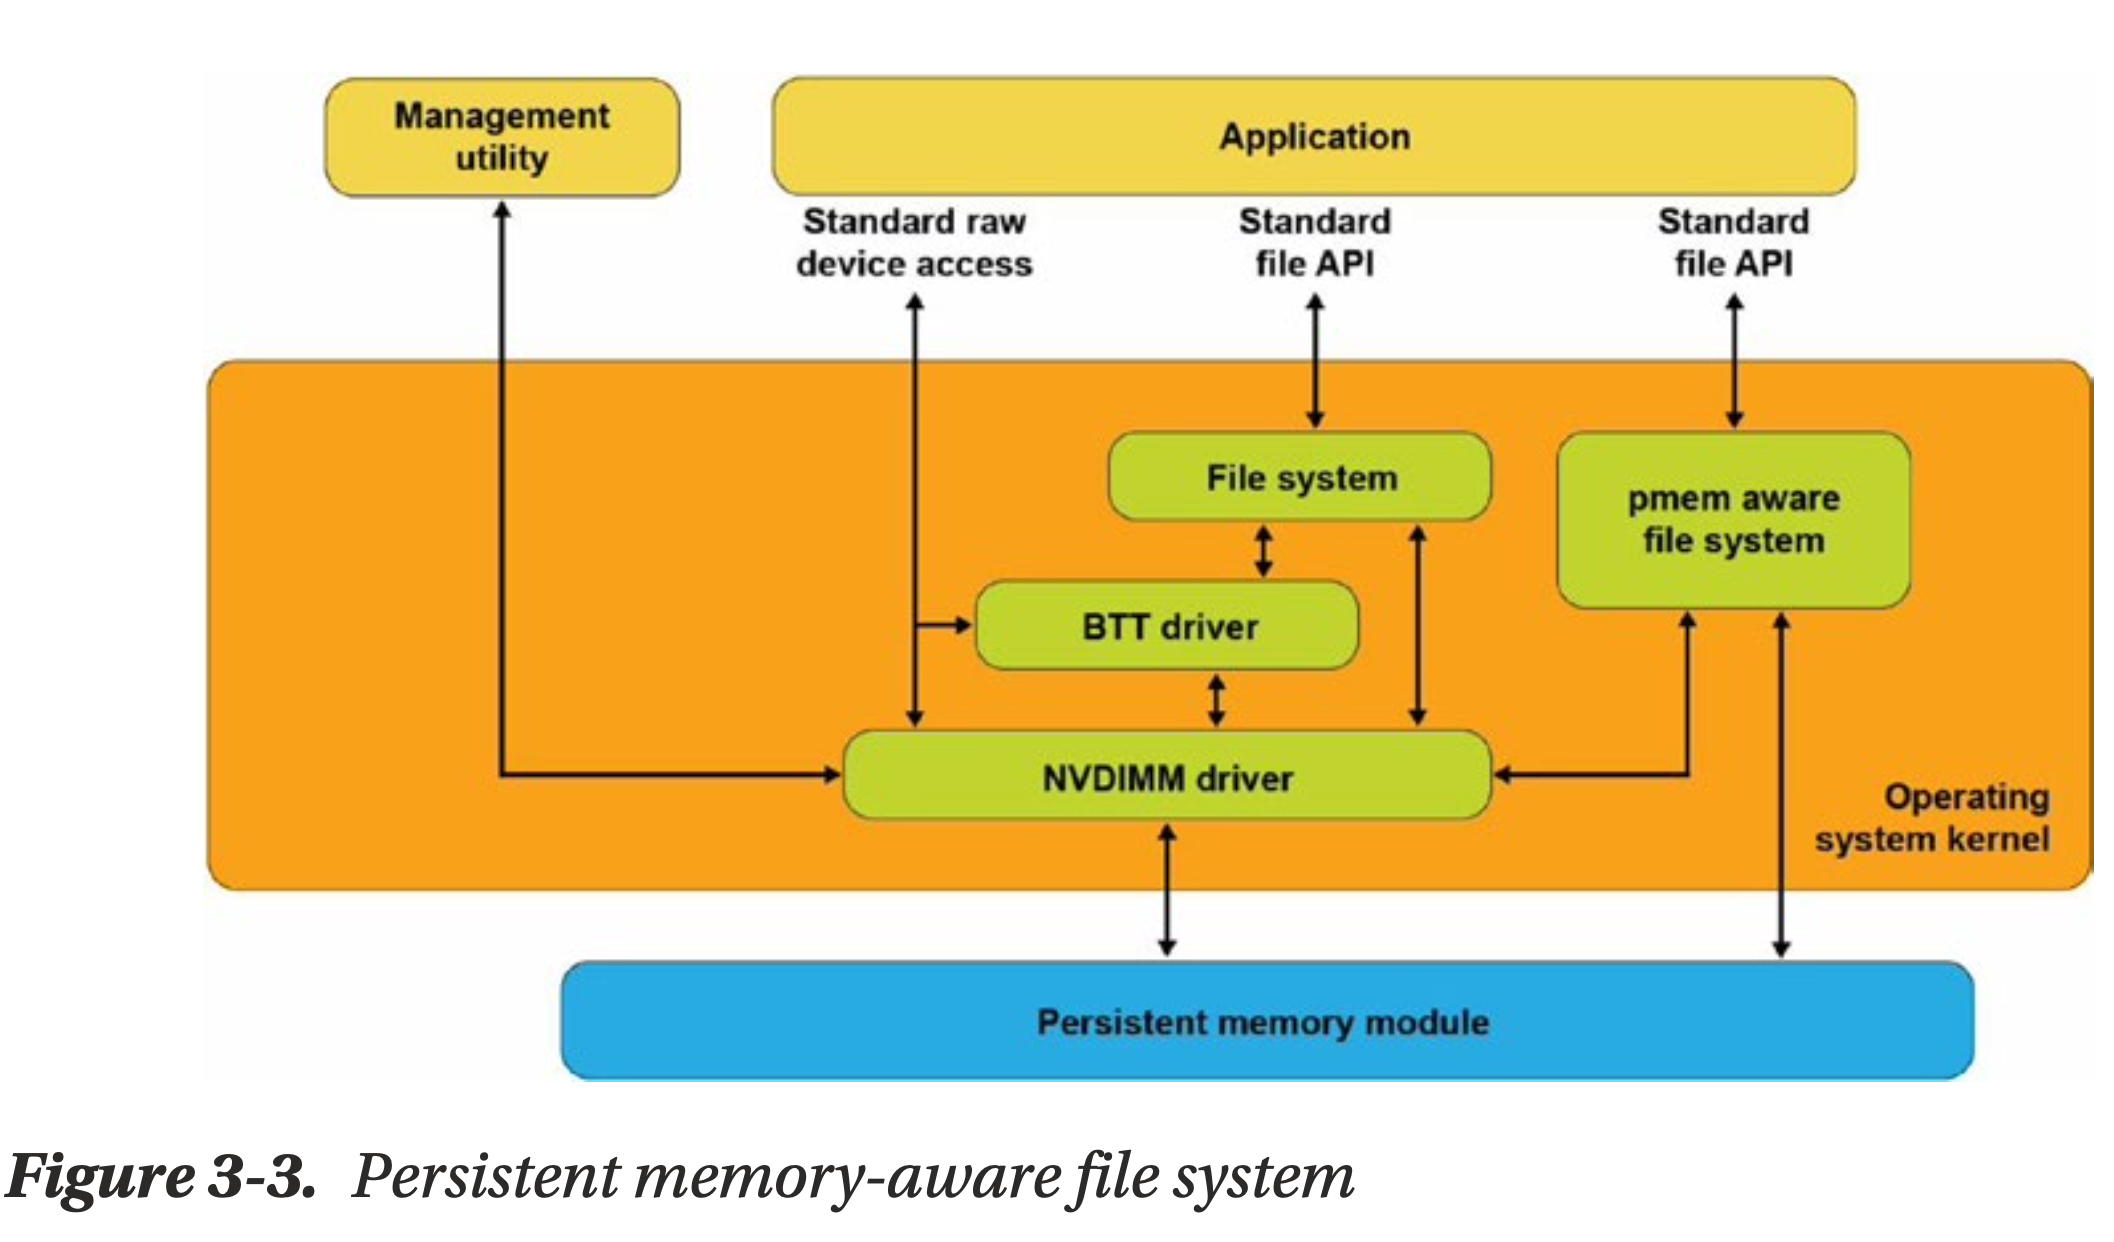 Management
utility
Application
Standard raw
device access
Standard
file API
Standard
file API
File system
pmem aware
file system
BTT driver
NVDIMM driver
Operating
system kernel
Persistent memory module
Figure 3-3. Persistent memory-aware file system